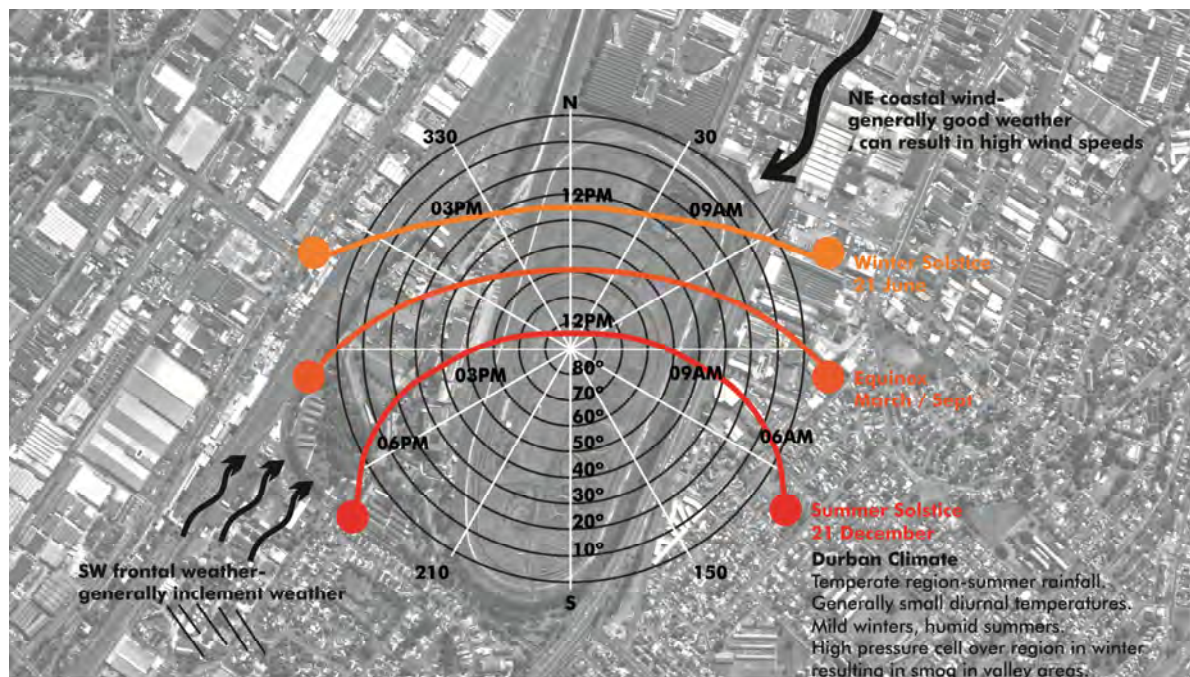 N
330
30
NE coastal wind-
generally good weather
, can result in high wind speeds
12PM
03PM
09AM
Winter Solstice
21 June
12PM
80°
03PM
09AM
70°
Equinox
March / Sept
60°
06PM
06AM
50°
40°
30°
20°
10°
Summer Solstice
21 December
SW frontal weather-
generally inclement weather
210
150
S
Durban Climate
Temperate region-summer rainfall.
Generally small diurnal temperatures.
Mild winters, humid summers.
High pressure cell over region in winter
resulting in smog in valley areas.